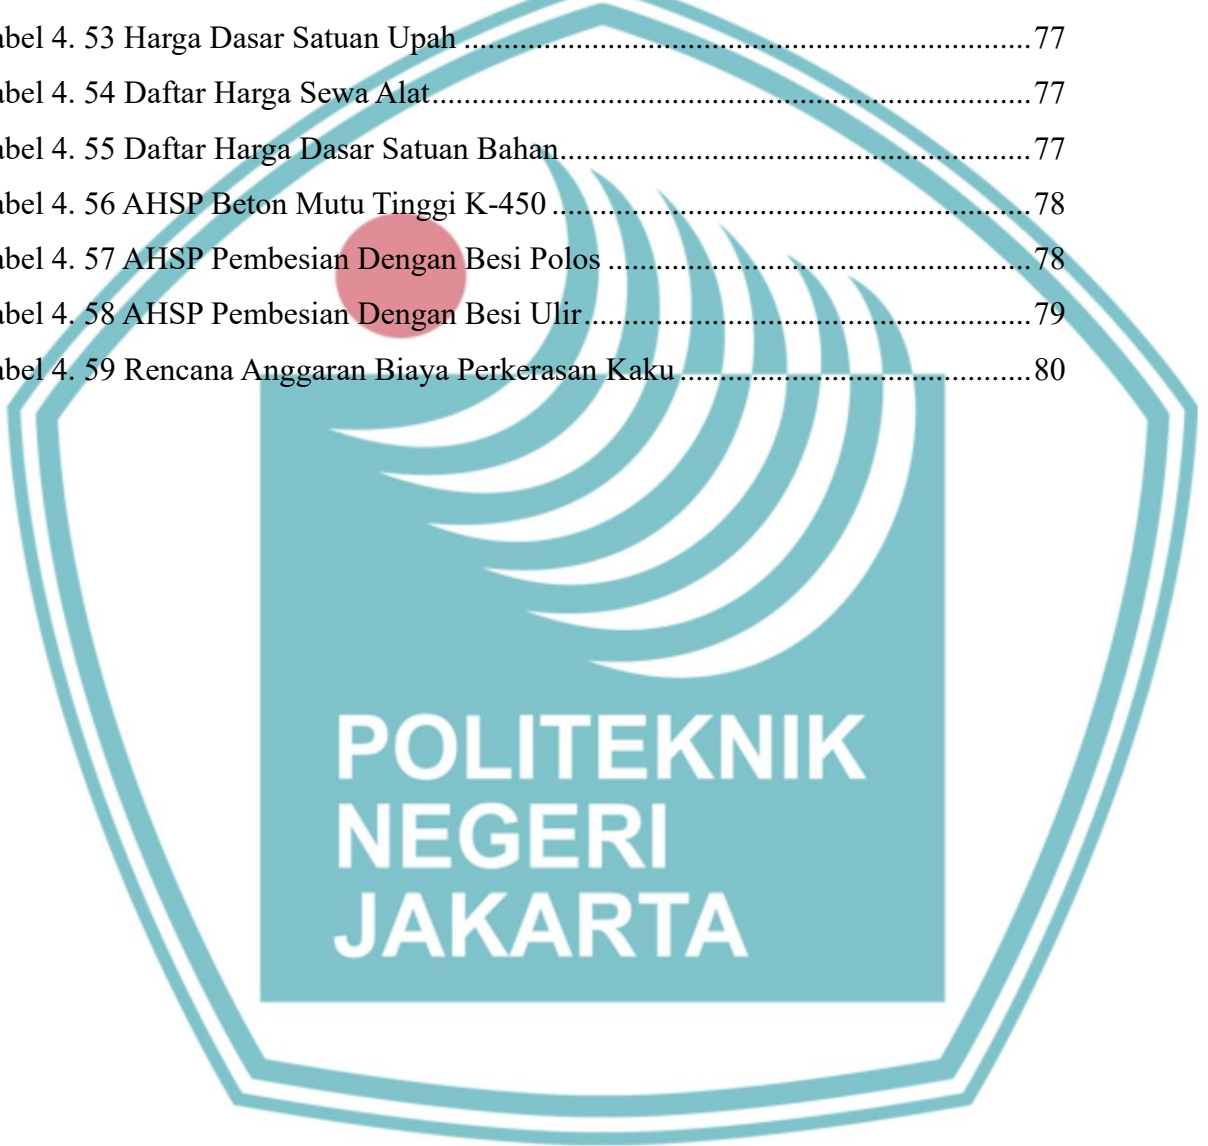 abel 4. 53 Harga Dasar Satuan Upah ....................................................................... 77
abel 4. 54 Daftar Harga Sewa Alat........................................................................... 77
abel 4. 55 Daftar Harga Dasar Satuan Bahan........................................................... 77
abel 4. 56 AHSP Beton Mutu Tinggi K-450 ............................................................ 78
abel 4. 57 AHSP Pembesian Dengan Besi Polos ..................................................... 78
abel 4. 58 AHSP Pembesian Dengan Besi Ulir........................................................ 79
abel 4. 59 Rencana Anggaran Biaya Perkerasan Kaku ............................................ 80
POLITEKNIK
NEGERI
JAKARTA